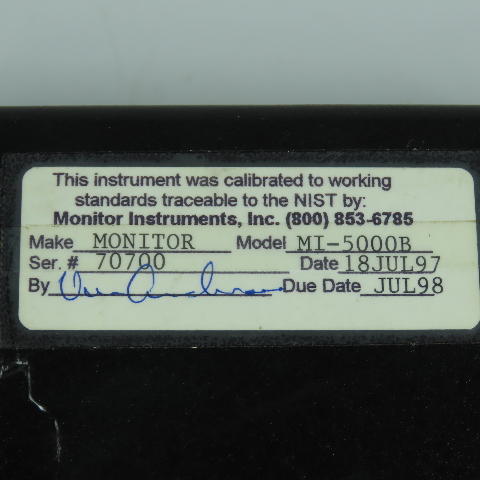 This instrument was calibrated to working
standards traceable to the NIST by:
Monitor Instruments, Inc. (800) 853-6785
Make MONITOR Model MI-5000B
Ser. # 70700 Date 18JUL97
By Due Date JUL98